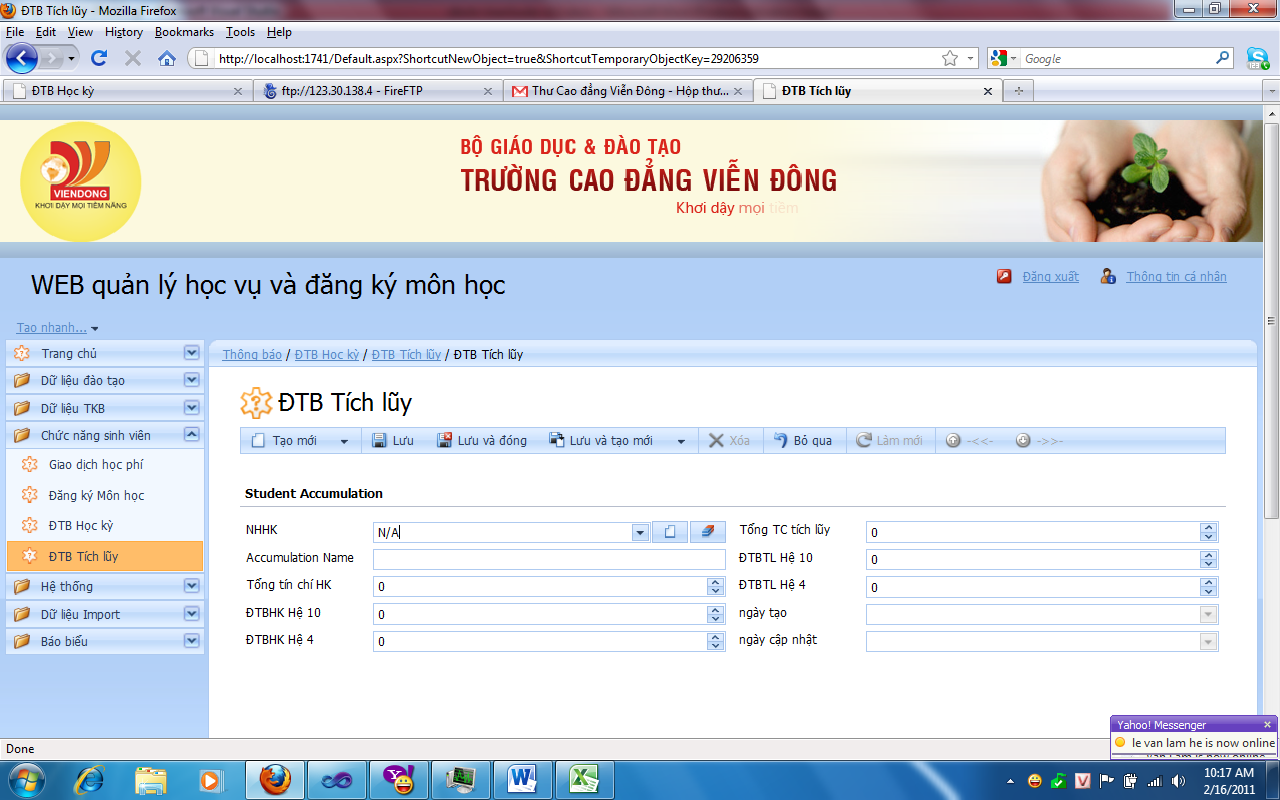 ĐTB Tích lũy - Mozilla Firefox
File Edit View History Bookmarks Tools Help
http://localhost:1741/Default.aspx?ShortcutNewObject=true&ShortcutTemporaryObjectKey=29206359
Google
ĐTB Học kỳ
ftp://123.30.138.4 - FireFTP
Thư Cao đẳng Viễn Đông - Hộp thư...
ĐTB Tích lũy
VIENDONG
KHƠI DẬY MỌI TIỀM NĂNG
BỘ GIÁO DỤC & ĐÀO TẠO
TRƯỜNG CAO ĐẲNG VIỄN ĐÔNG
Khơi dậy mọi tiềm
WEB quản lý học vụ và đăng ký môn học
Đăng xuất
Thông tin cá nhân
Tạo nhanh...
Trang chủ
Dữ liệu đào tạo
Dữ liệu TKB
Chức năng sinh viên
Giao dịch học phí
Đăng ký Môn học
ĐTB Học kỳ
ĐTB Tích lũy
Hệ thống
Dữ liệu Import
Báo biểu
Thông báo / ĐTB Học kỳ / ĐTB Tích lũy / ĐTB Tích lũy
ĐTB Tích lũy
Tạo mới Lưu Lưu và đóng Lưu và tạo mới Xóa Bỏ qua Làm mới -<<- ->>-
Student Accumulation
NHHK N/A Tổng TC tích lũy 0
Accumulation Name ĐTBTL Hệ 10 0
Tổng tín chỉ HK 0 ĐTBTL Hệ 4 0
ĐTBHK Hệ 10 0 ngày tạo
ĐTBHK Hệ 4 0 ngày cập nhật
Yahoo! Messenger
le van lam he is now online
Done
10:17 AM
2/16/2011